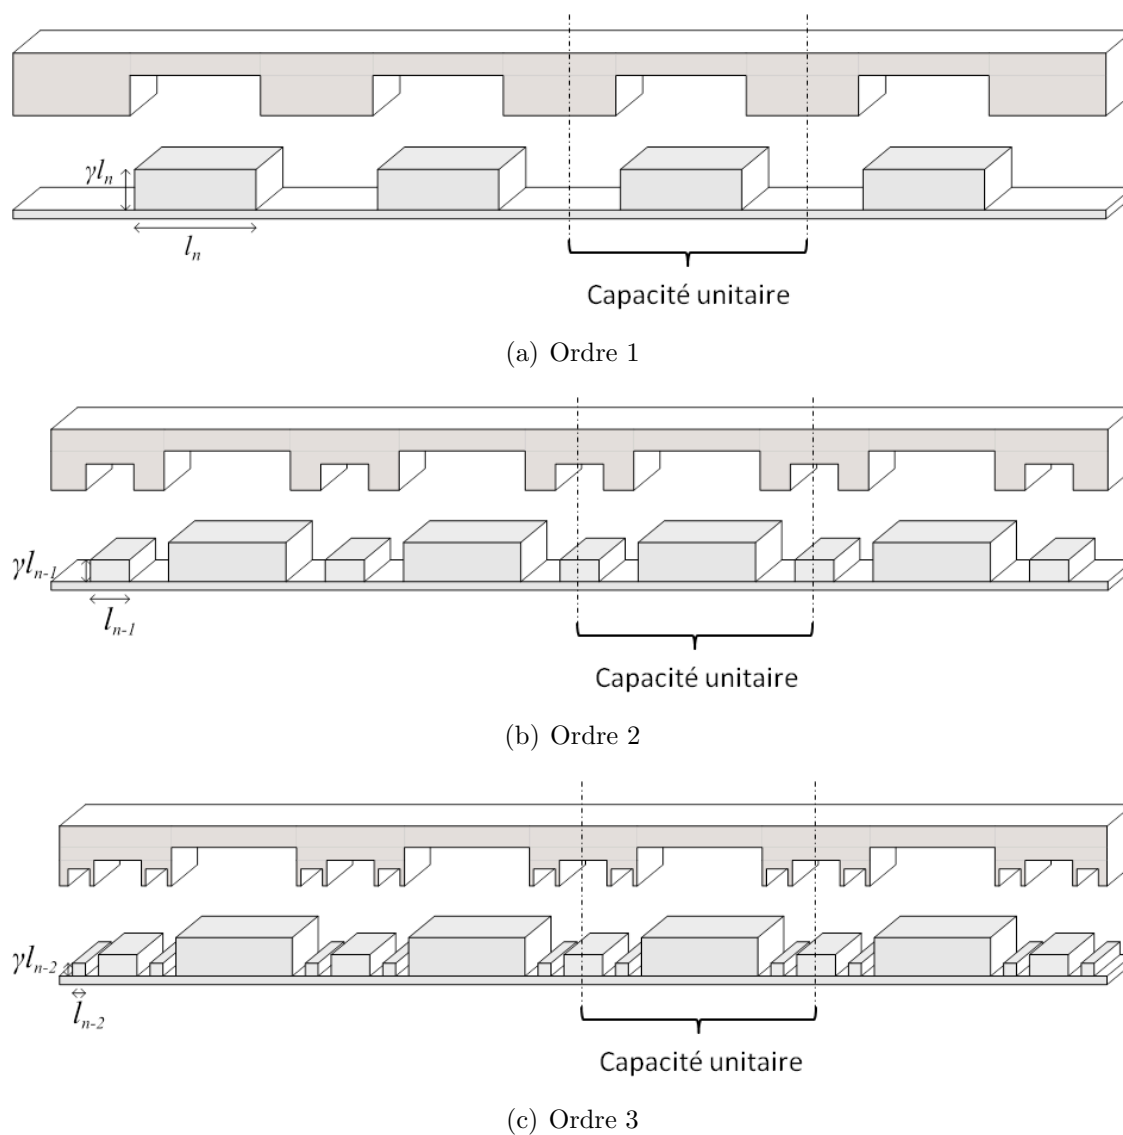 γl_n
l_n
Capacité unitaire
(a) Ordre 1
γl_{n-1}
l_{n-1}
Capacité unitaire
(b) Ordre 2
γl_{n-2}
l_{n-2}
Capacité unitaire
(c) Ordre 3